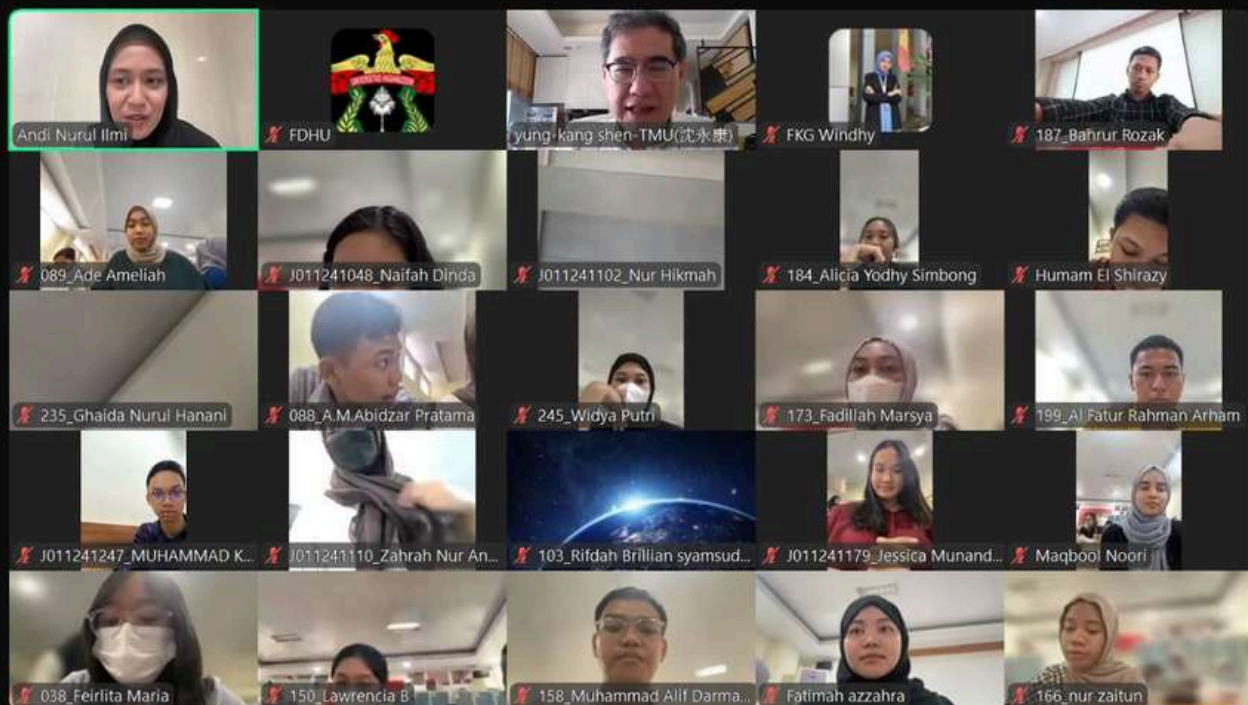 Andi Nurul Ilmi
FDHU
UNIVERSITAS HASANUDDIN
yung-kang shen-TMU(沈永康)
FKG Windhy
187_Bahrur Rozak
089_Ade Ameliah
J011241048_Naifah Dinda
J011241102_Nur Hikmah
184_Alicia Yodhy Simbong
Humam El Shirazy
235_Ghaida Nurul Hanani
088_A.M.Abidzar Pratama
245_Widya Putri
173_Fadillah Marsya
199_Al Fatur Rahman Arham
J011241247_MUHAMMAD K...
J011241110_Zahrah Nur An...
103_Rifdah Brillian syamsud...
J011241179_Jessica Munand...
Maqbool Noori
038_Feirlita Maria
150_Lawrencia B
158_Muhammad Alif Darma...
Fatimah azzahra
166_nur zaitun